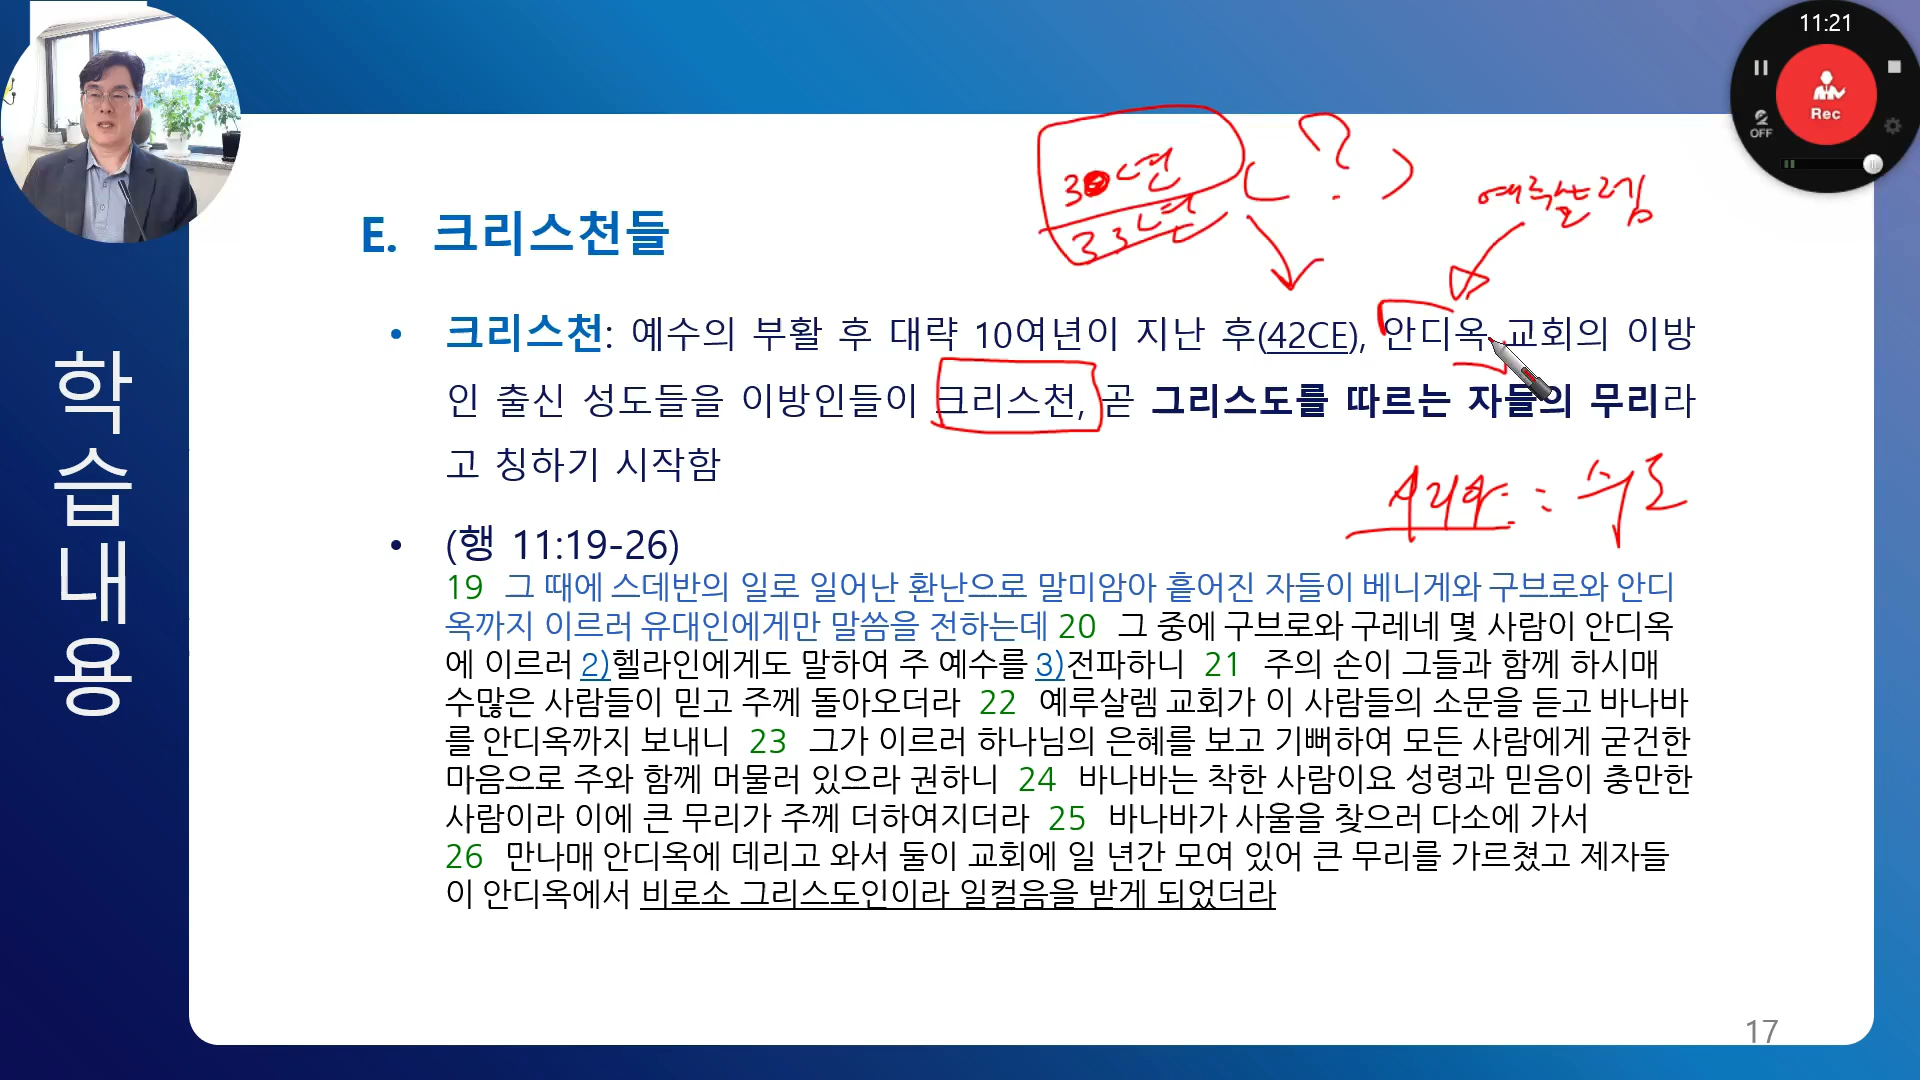 11:21
Rec
OFF
학습내용
30년
33년
( ? )
예루살렘
E. 크리스천들
• 크리스천: 예수의 부활 후 대략 10여년이 지난 후(42CE), 안디옥 교회의 이방
인 출신 성도들을 이방인들이 크리스천, 곧 그리스도를 따르는 자들의 무리라
고 칭하기 시작함
시리아 : 수도
• (행 11:19-26)
19 그 때에 스데반의 일로 일어난 환난으로 말미암아 흩어진 자들이 베니게와 구브로와 안디
옥까지 이르러 유대인에게만 말씀을 전하는데 20 그 중에 구브로와 구레네 몇 사람이 안디옥
에 이르러 2)헬라인에게도 말하여 주 예수를 3)전파하니 21 주의 손이 그들과 함께 하시매
수많은 사람들이 믿고 주께 돌아오더라 22 예루살렘 교회가 이 사람들의 소문을 듣고 바나바
를 안디옥까지 보내니 23 그가 이르러 하나님의 은혜를 보고 기뻐하여 모든 사람에게 굳건한
마음으로 주와 함께 머물러 있으라 권하니 24 바나바는 착한 사람이요 성령과 믿음이 충만한
사람이라 이에 큰 무리가 주께 더하여지더라 25 바나바가 사울을 찾으러 다소에 가서
26 만나매 안디옥에 데리고 와서 둘이 교회에 일 년간 모여 있어 큰 무리를 가르쳤고 제자들
이 안디옥에서 비로소 그리스도인이라 일컬음을 받게 되었더라
17